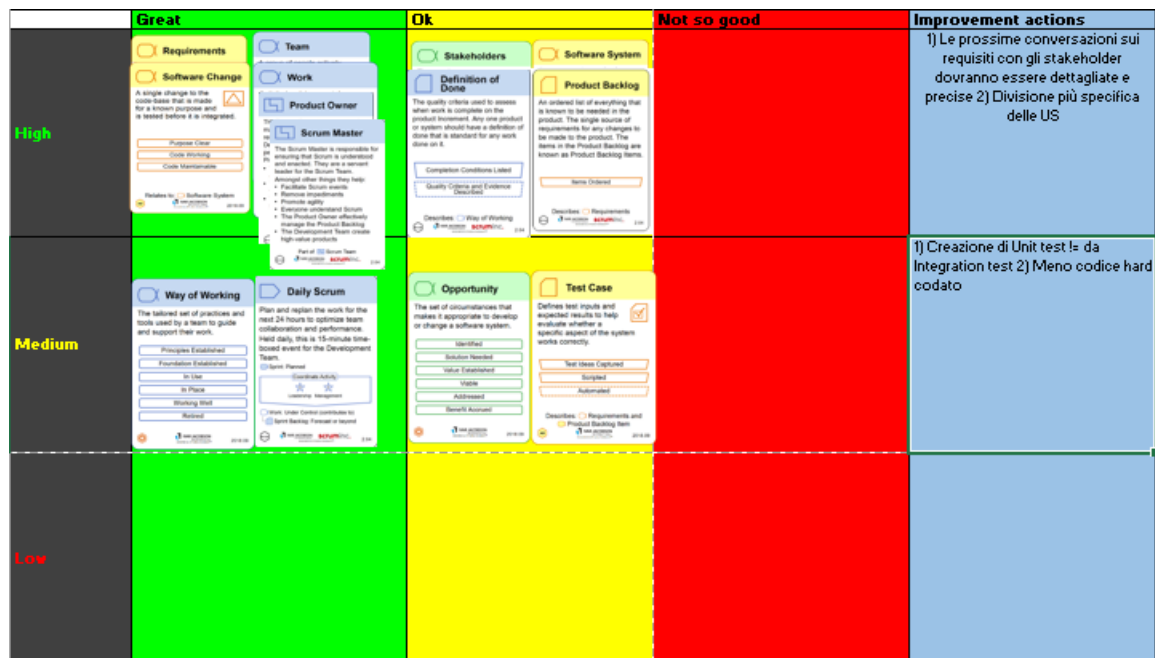 Great
Ok
Not so good
Improvement actions
High
Requirements
Software Change
A single change to the
code-base that is made
for a known purpose and
is tested before it is integrated.
Purpose Clear
Code Working
Code Maintainable
Relates to: Software System
Team
Work
Product Owner
Scrum Master
The Scrum Master is responsible for
ensuring that Scrum is understood
and enacted. They are a servant
leader for the Scrum Team.
Amongst other things they help:
• Facilitate Scrum events
• Remove impediments
• Promote agility
• Everyone understand Scrum
• The Product Owner effectively
manage the Product Backlog
• The Development Team create
high-value products
Part of: Scrum Team
Stakeholders
Definition of
Done
The quality criteria used to assess
when work is complete on the
product Increment. Any one product
or system should have a definition of
done that is standard for any work
done on it.
Completion Conditions Listed
Quality Criteria and Evidence
Described
Describes: Way of Working
Software System
Product Backlog
An ordered list of everything that
is known to be needed in the
product. The single source of
requirements for any changes to
be made to the product. The
items in the Product Backlog are
known as Product Backlog Items.
Items Ordered
Describes: Requirements
1) Le prossime conversazioni sui
requisiti con gli stakeholder
dovranno essere dettagliate e
precise 2) Divisione più specifica
delle US
Medium
Way of Working
The tailored set of practices and
tools used by a team to guide
and support their work.
Principles Established
Foundation Established
In Use
In Place
Working Well
Retired
Daily Scrum
Plan and replan the work for the
next 24 hours to optimize team
collaboration and performance.
Held daily, this is 15-minute time-
boxed event for the Development
Team.
Sprint: Planned
Coordinate Activity
Leadership Management
Work: Under Control contributes to
Sprint Backlog: Forecast or beyond
Opportunity
The set of circumstances that
makes it appropriate to develop
or change a software system.
Identified
Solution Needed
Value Established
Viable
Addressed
Benefit Accrued
Test Case
Defines test inputs and
expected results to help
evaluate whether a
specific aspect of the system
works correctly.
Test Ideas Captured
Scripted
Automated
Describes: Requirements and
Product Backlog Item
1) Creazione di Unit test != da
Integration test 2) Meno codice hard
codato
Low